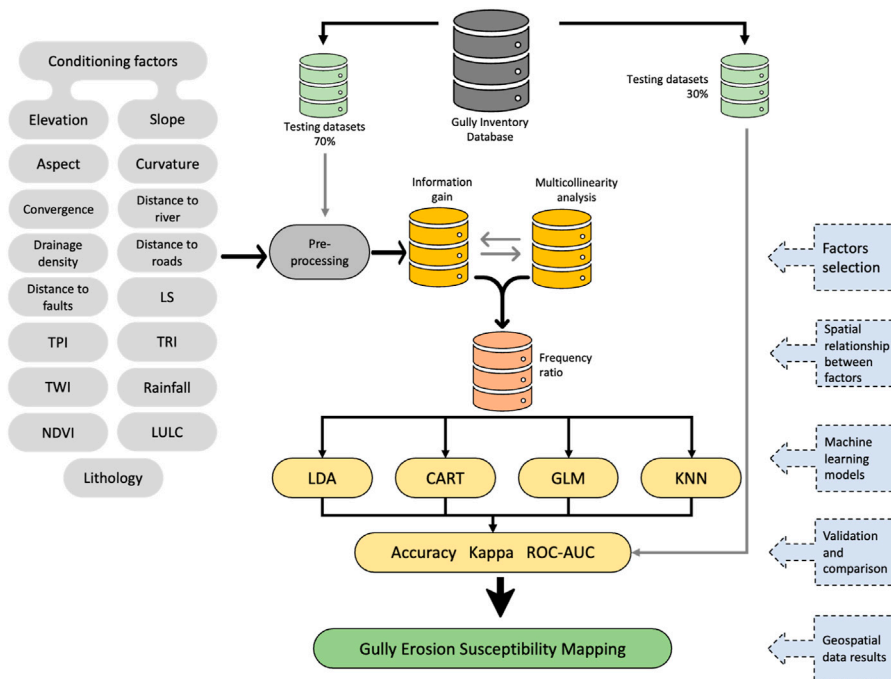 Conditioning factors
Elevation
Slope
Aspect
Curvature
Convergence
Distance to
river
Drainage
density
Distance to
roads
Distance to
faults
LS
TPI
TRI
TWI
Rainfall
NDVI
LULC
Lithology
Testing datasets
70%
Gully Inventory
Database
Testing datasets
30%
Pre-
processing
Information
gain
Multicollinearity
analysis
Frequency
ratio
LDA
CART
GLM
KNN
Accuracy Kappa ROC-AUC
Gully Erosion Susceptibility Mapping
Factors
selection
Spatial
relationship
between
factors
Machine
learning
models
Validation
and
comparison
Geospatial
data results